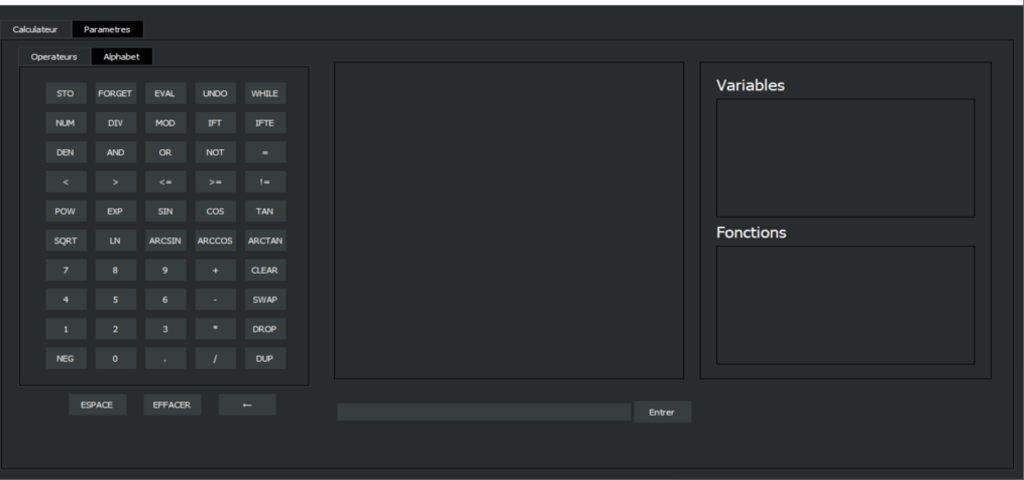 Calculateur Parametres
Operateurs Alphabet
STO FORGET EVAL UNDO WHILE
NUM DIV MOD IFT IFTE
DEN AND OR NOT =
< > <= >= !=
POW EXP SIN COS TAN
SQRT LN ARCSIN ARCCOS ARCTAN
7 8 9 + CLEAR
4 5 6 - SWAP
1 2 3 * DROP
NEG 0 . / DUP
ESPACE EFFACER ←
Entrer
Variables
Fonctions